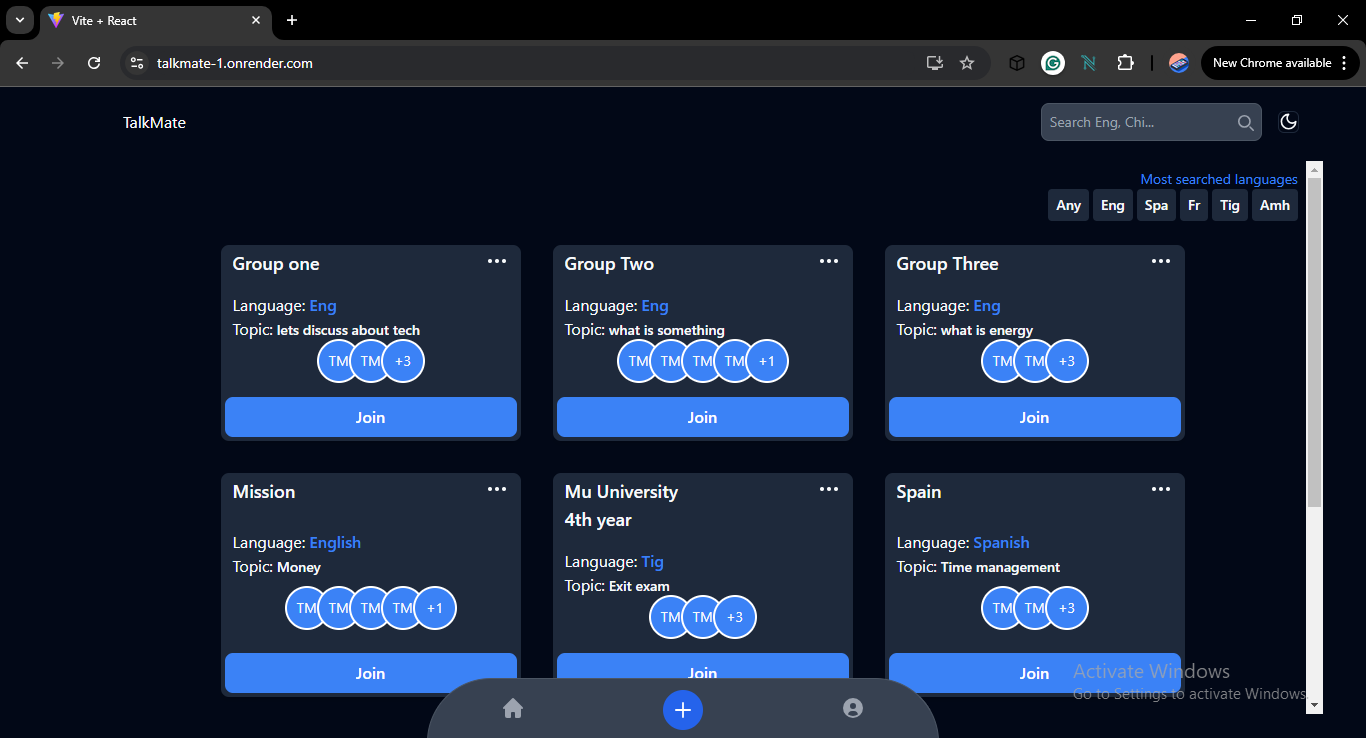 Vite + React
talkmate-1.onrender.com
New Chrome available
TalkMate
Search Eng, Chi...
Most searched languages
Any Eng Spa Fr Tig Amh
Group one
Language: Eng
Topic: lets discuss about tech
TM TM +3
Join
Group Two
Language: Eng
Topic: what is something
TM TM TM TM +1
Join
Group Three
Language: Eng
Topic: what is energy
TM TM +3
Join
Mission
Language: English
Topic: Money
TM TM TM TM +1
Join
Mu University
4th year
Language: Tig
Topic: Exit exam
TM TM +3
Join
Spain
Language: Spanish
Topic: Time management
TM TM +3
Join
Activate Windows
Go to Settings to activate Windows.